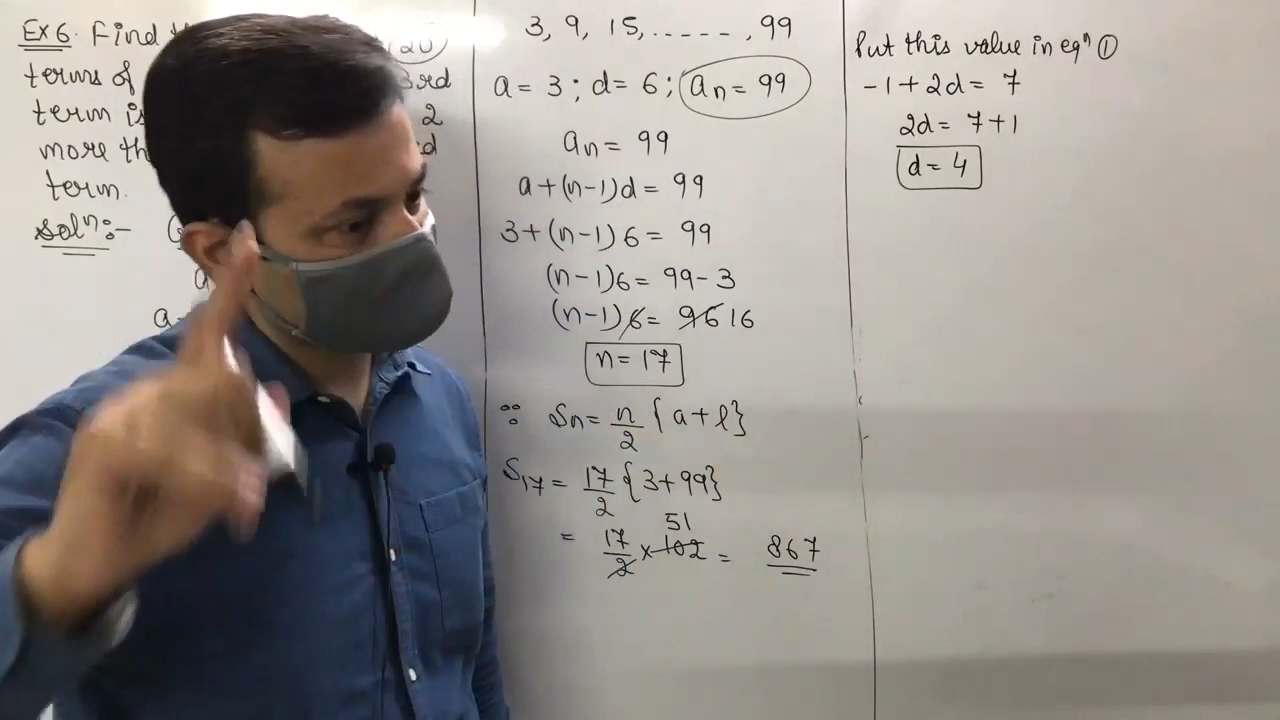 Ex 6. Find
terms of 3rd
term is 2
more
term.
Solⁿ:-
3, 9, 15, ....., 99
a = 3 ; d = 6 ; an = 99
an = 99
a + (n-1)d = 99
3 + (n-1) 6 = 99
(n-1)6 = 99-3
(n-1) 6 = 96 16
n = 17
∵ Sn = n/2 {a + l}
S17 = 17/2 {3+99}
51
= 17/2 × 102 = 867
Put this value in eqⁿ ①
-1 + 2d = 7
2d = 7+1
d = 4